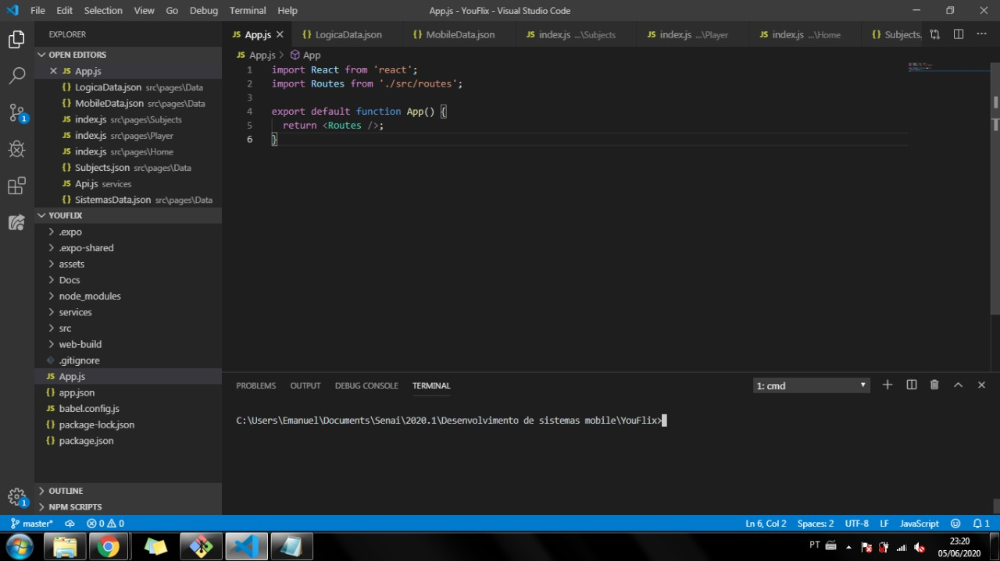 File Edit Selection View Go Debug Terminal Help App.js - YouFlix - Visual Studio Code
EXPLORER
OPEN EDITORS
App.js
LogicaData.json src\pages\Data
MobileData.json src\pages\Data
index.js src\pages\Subjects
index.js src\pages\Player
index.js src\pages\Home
Subjects.json src\pages\Data
Api.js services
SistemasData.json src\pages\Data
YOUFLIX
.expo
.expo-shared
assets
Docs
node_modules
services
src
web-build
.gitignore
App.js
app.json
babel.config.js
package-lock.json
package.json
OUTLINE
NPM SCRIPTS
JS App.js {} LogicaData.json {} MobileData.json JS index.js ...\Subjects JS index.js ...\Player JS index.js ...\Home {} Subjects.
JS App.js > App
1 import React from 'react';
2 import Routes from './src/routes';
3
4 export default function App() {
5 return <Routes />;
6 }
PROBLEMS OUTPUT DEBUG CONSOLE TERMINAL 1: cmd
C:\Users\Emanuel\Documents\Senai\2020.1\Desenvolvimento de sistemas mobile\YouFlix>
master* 0 0 Ln 6, Col 2 Spaces: 2 UTF-8 LF JavaScript 1
PT 23:20
05/06/2020